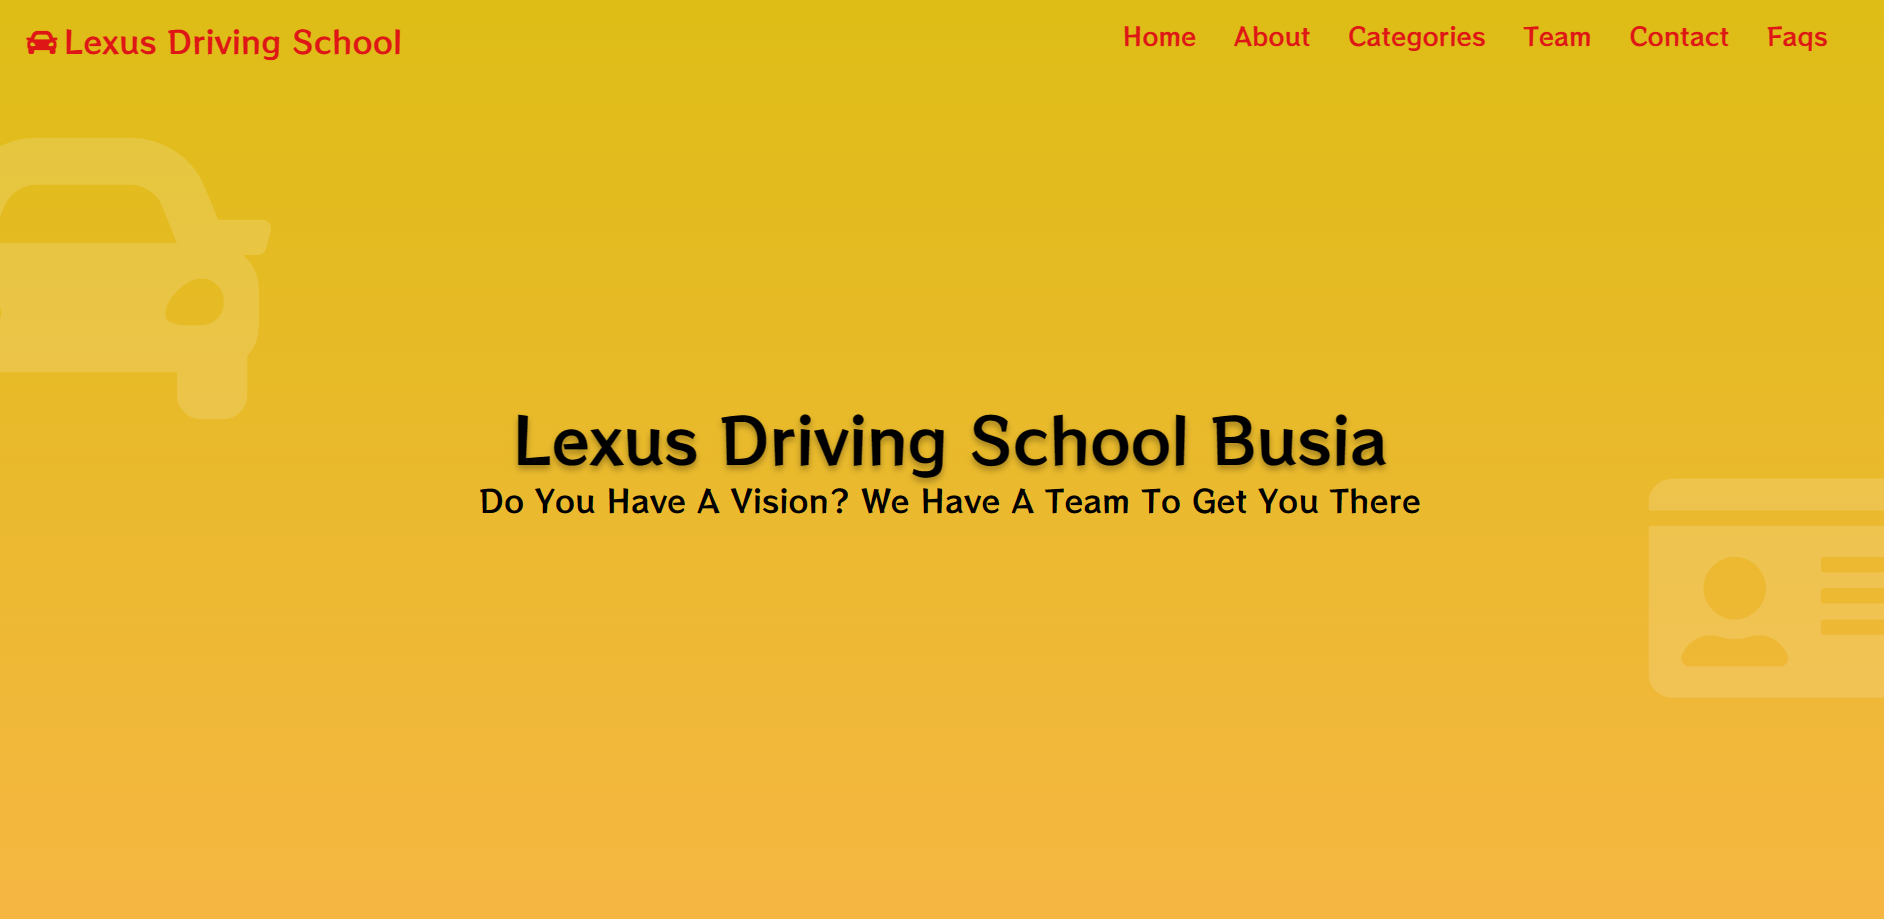 Lexus Driving School
Home About Categories Team Contact Faqs
Lexus Driving School Busia
Do You Have A Vision? We Have A Team To Get You There